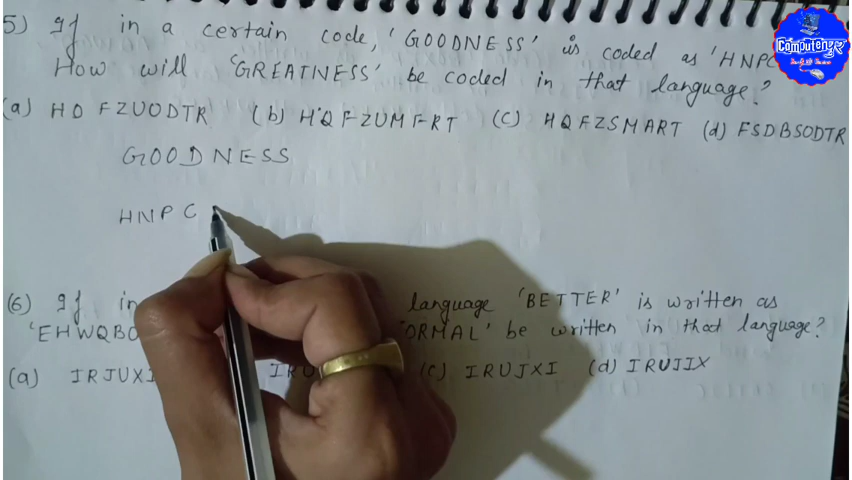 5) If in a certain code, 'GOODNESS' is coded as 'HNPC
How will 'GREATNESS' be coded in that language?
(a) HQFZUODTR (b) HQFZUMFRT (c) HQFZSMART (d) FSDBSODTR
GOODNESS
HNPC
(6) If in language 'BETTER' is written as
'EHWQBO 'ORMAL' be written in that language?
(a) IRJUXI IRU (c) IRUJXI (d) IRUJIX